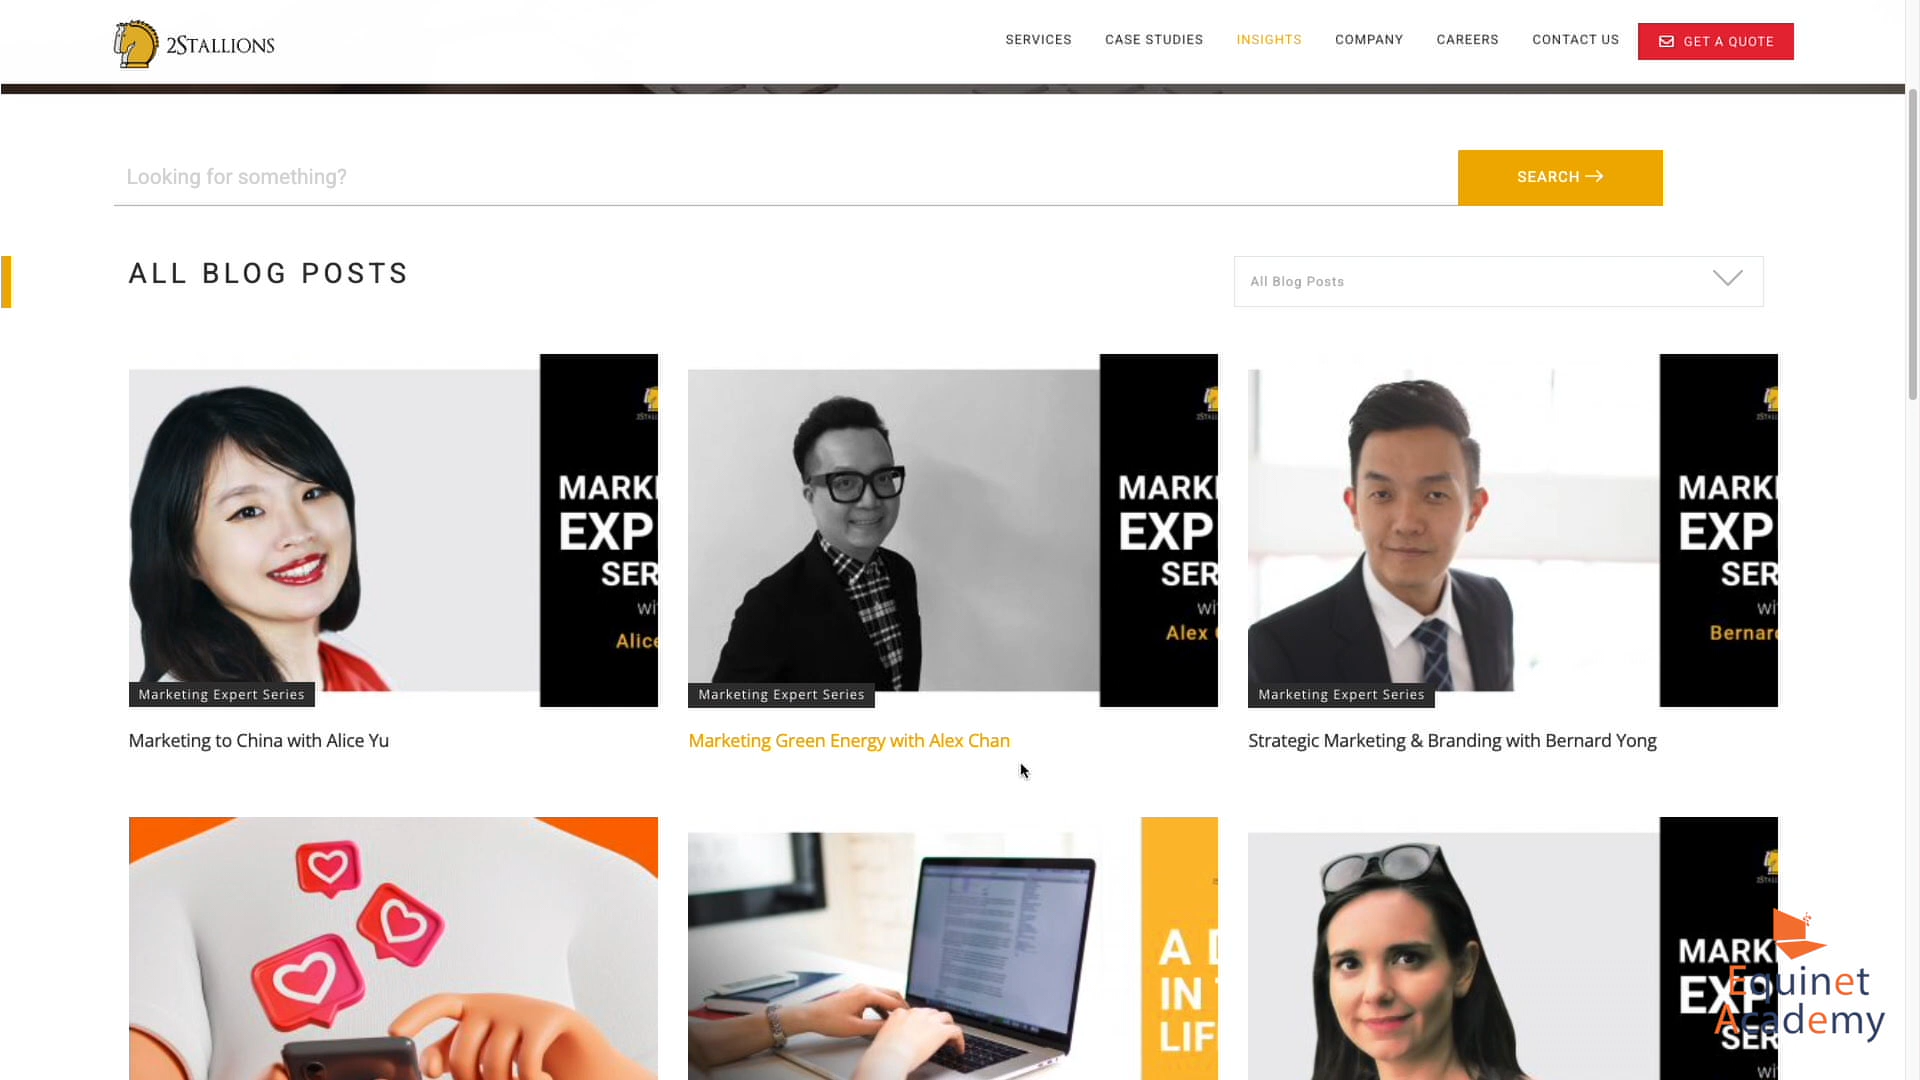 2STALLIONS
SERVICES
CASE STUDIES
INSIGHTS
COMPANY
CAREERS
CONTACT US
GET A QUOTE
Looking for something?
SEARCH
ALL BLOG POSTS
All Blog Posts
MARK
EXP
SER
Alice
Marketing Expert Series
Marketing to China with Alice Yu
MARK
EXP
SER
Alex
Marketing Expert Series
Marketing Green Energy with Alex Chan
MARK
EXP
SER
Bernar
Marketing Expert Series
Strategic Marketing & Branding with Bernard Yong
A
IN
LIF
MARK
EXP
SER
Equinet
Academy